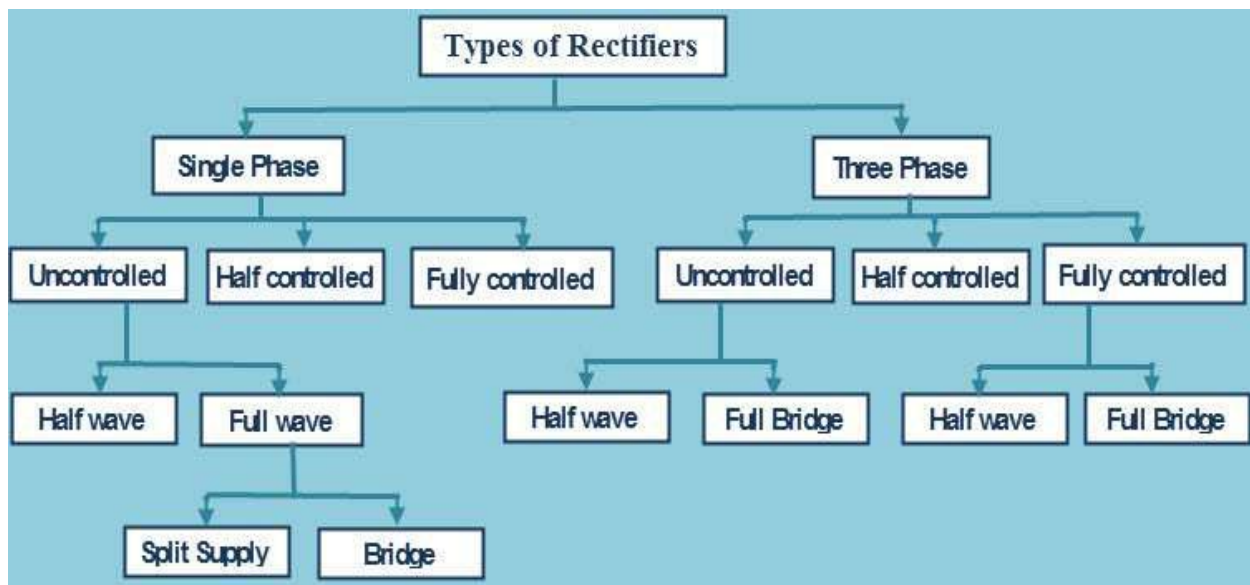 Types of Rectifiers
Single Phase
Three Phase
Uncontrolled
Half controlled
Fully controlled
Uncontrolled
Half controlled
Fully controlled
Half wave
Full wave
Half wave
Full Bridge
Half wave
Full Bridge
Split Supply
Bridge